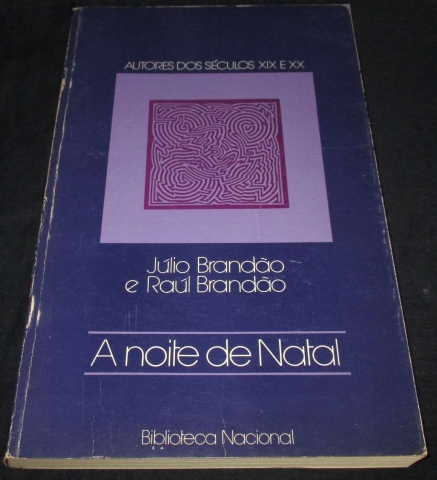 AUTORES DOS SÉCULOS XIX E XX
Júlio Brandão
e Raúl Brandão
A noite de Natal
Biblioteca Nacional